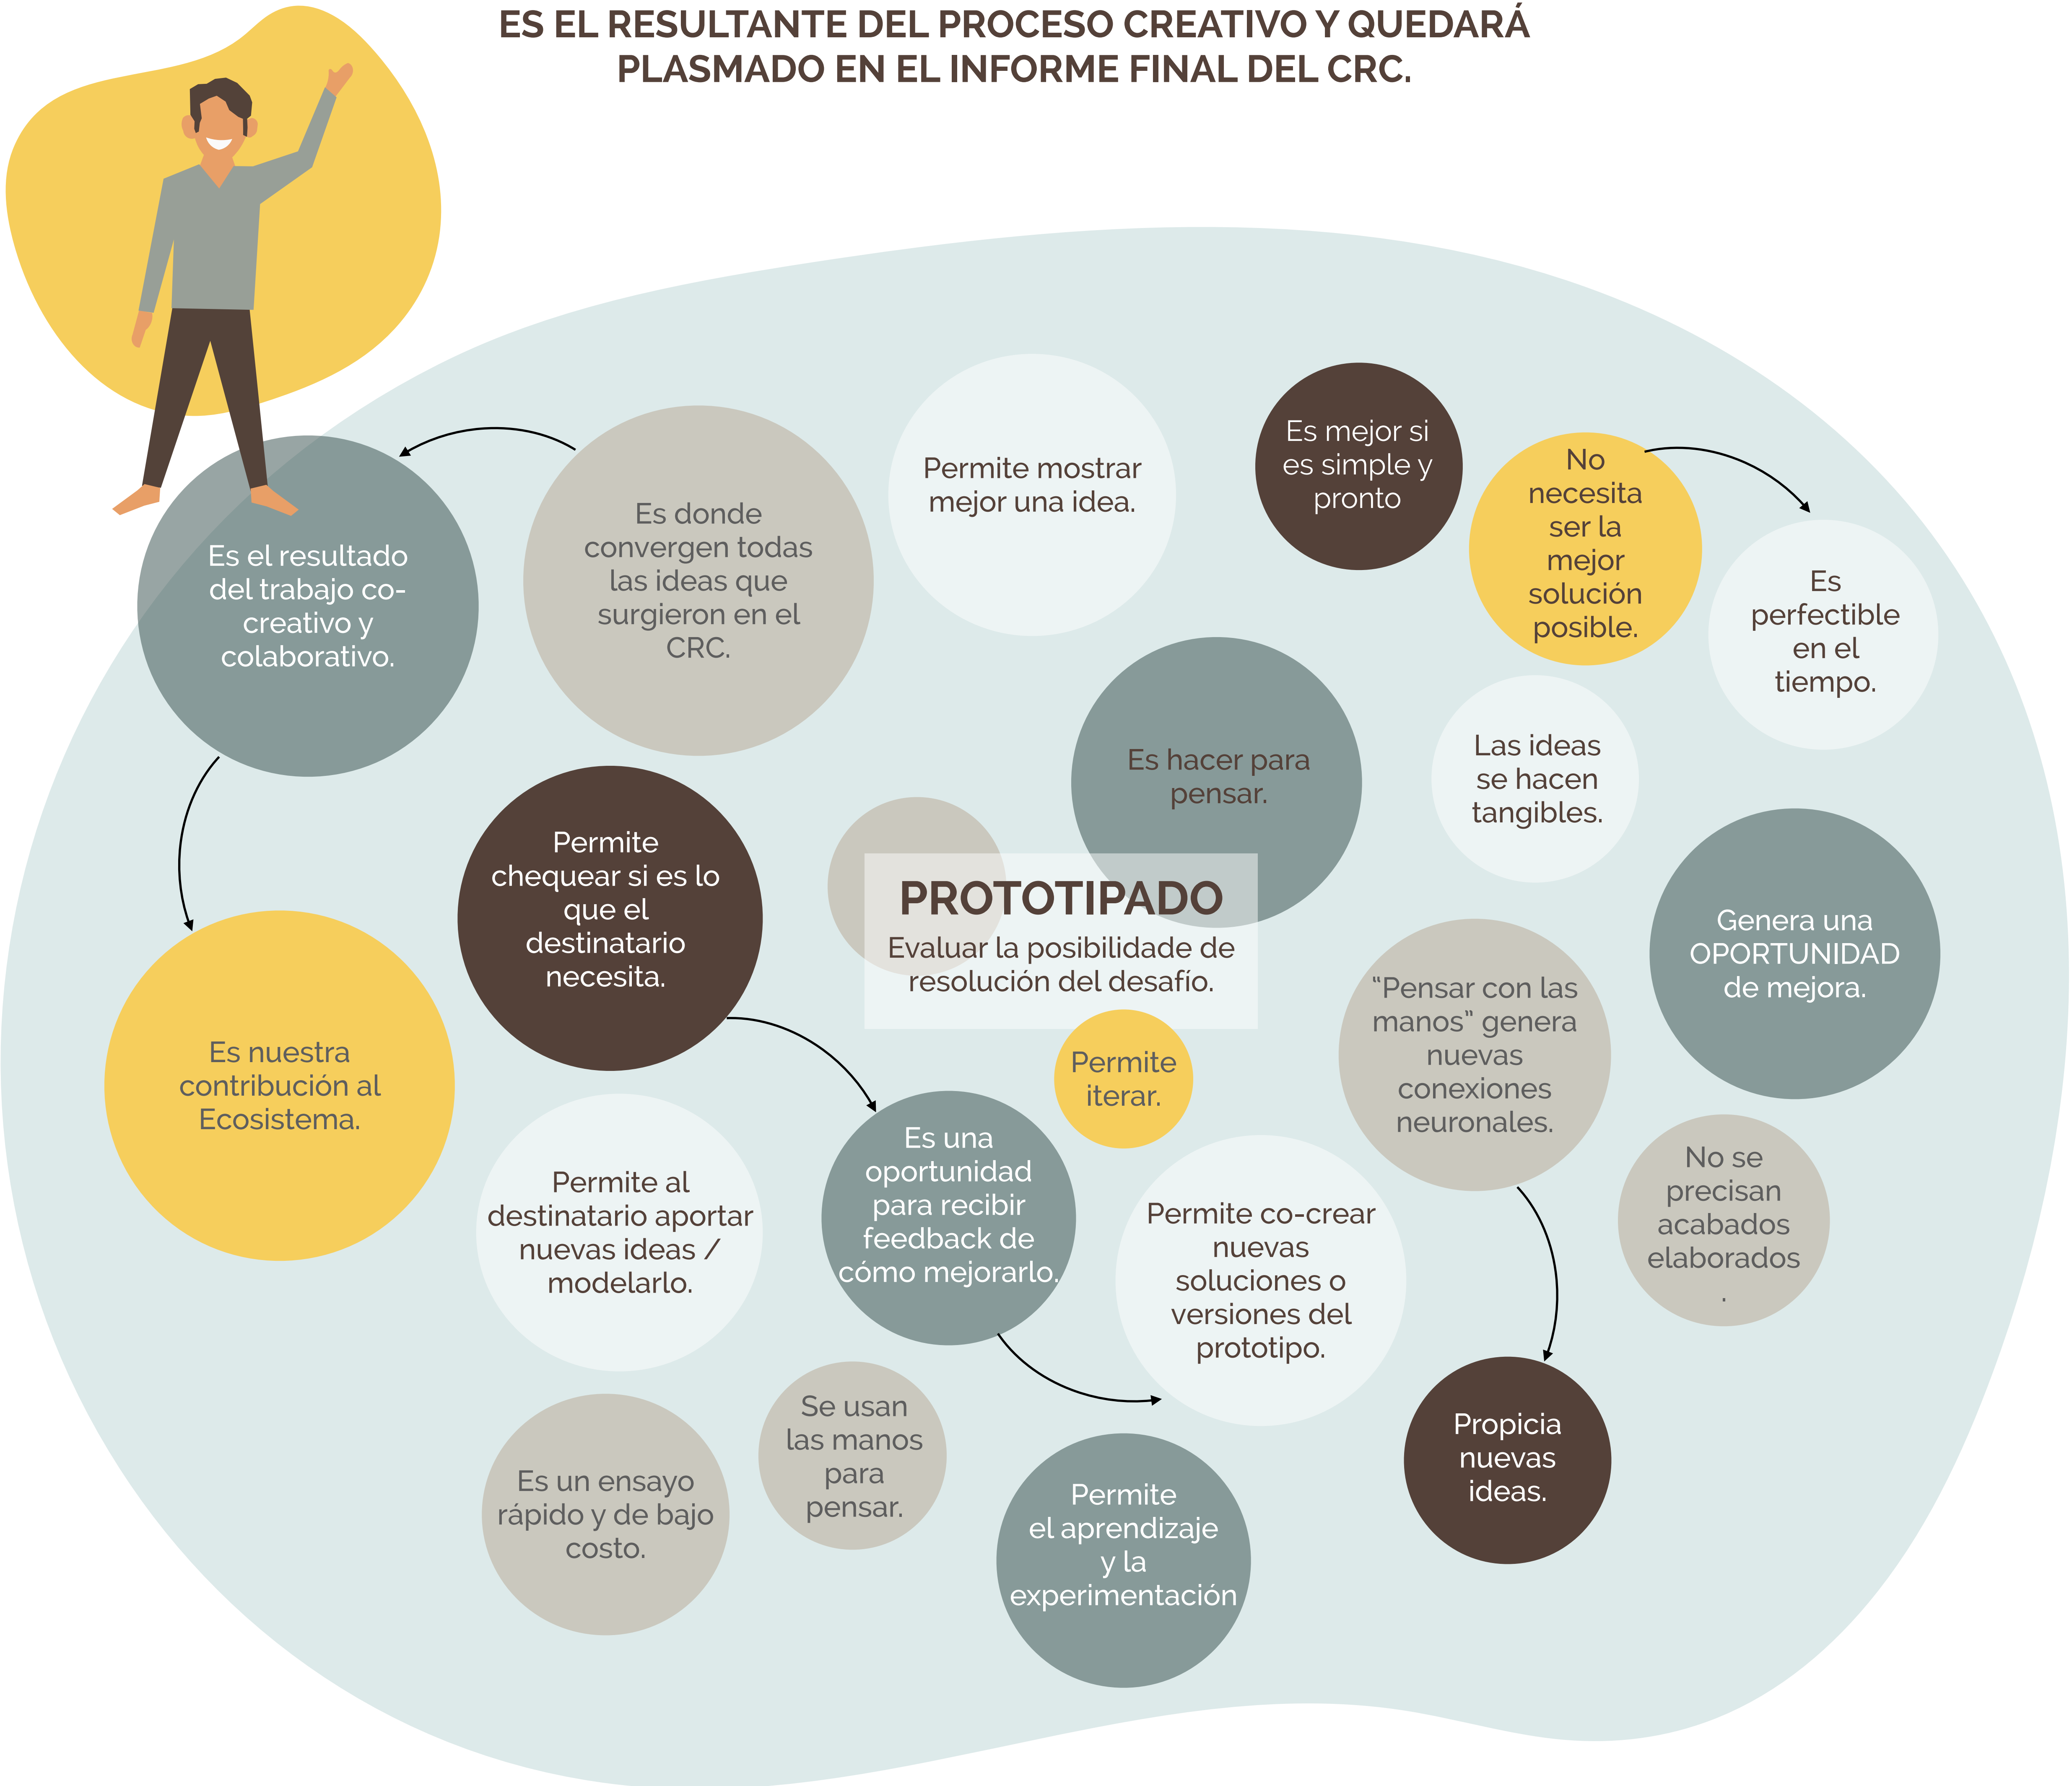 ES EL RESULTANTE DEL PROCESO CREATIVO Y QUEDARÁ
PLASMADO EN EL INFORME FINAL DEL CRC.
Es el resultado
del trabajo co-
creativo y
colaborativo.
Es donde
convergen todas
las ideas que
surgieron en el
CRC.
Permite mostrar
mejor una idea.
Es mejor si
es simple y
pronto
No
necesita
ser la
mejor
solución
posible.
Es
perfectible
en el
tiempo.
Es hacer para
pensar.
Las ideas
se hacen
tangibles.
Permite
chequear si es lo
que el
destinatario
necesita.
PROTOTIPADO
Evaluar la posibilidade de
resolución del desafío.
Genera una
OPORTUNIDAD
de mejora.
"Pensar con las
manos" genera
nuevas
conexiones
neuronales.
Es nuestra
contribución al
Ecosistema.
Permite
iterar.
Permite al
destinatario aportar
nuevas ideas /
modelarlo.
Es una
oportunidad
para recibir
feedback de
cómo mejorarlo.
Permite co-crear
nuevas
soluciones o
versiones del
prototipo.
No se
precisan
acabados
elaborados
.
Es un ensayo
rápido y de bajo
costo.
Se usan
las manos
para
pensar.
Permite
el aprendizaje
y la
experimentación
Propicia
nuevas
ideas.